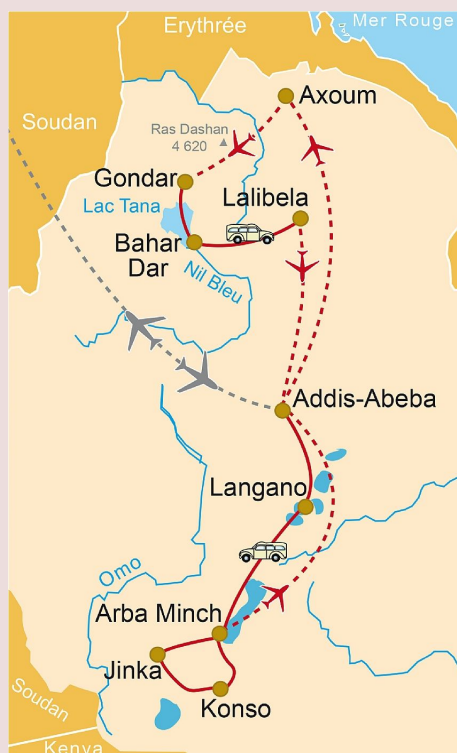 Mer Rouge
Erythrée
Axoum
Soudan
Ras Dashan
4 620
Gondar
Lalibela
Lac Tana
Bahar
Dar
Nil Bleu
Addis-Abeba
Langano
Omo
Arba Minch
Jinka
Konso
Soudan
Kenya